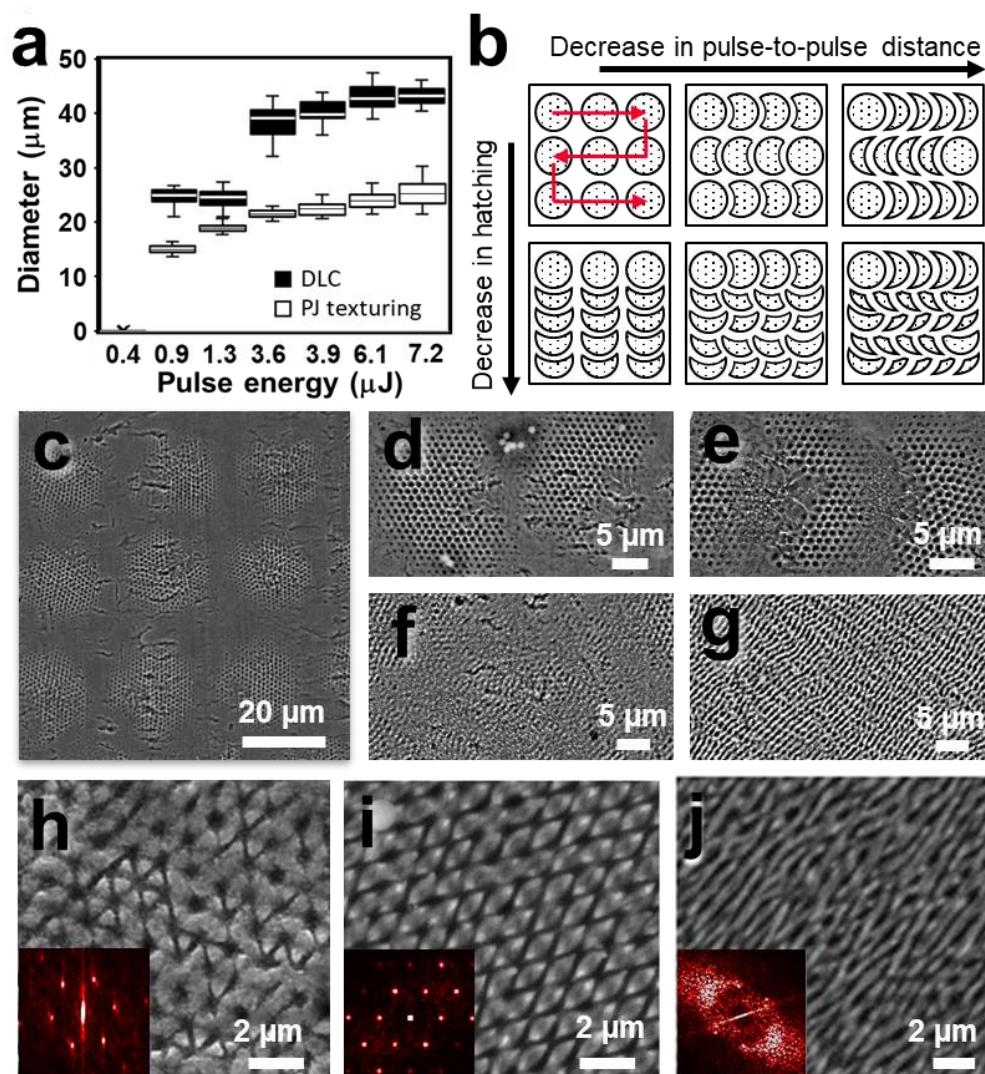 a
50
40
30
20
10
0
Diameter (µm)
DLC
PJ texturing
0.4 0.9 1.3 3.6 3.9 6.1 7.2
Pulse energy (µJ)
b
Decrease in pulse-to-pulse distance
Decrease in hatching
c
20 µm
d
5 µm
e
5 µm
f
5 µm
g
5 µm
h
2 µm
i
2 µm
j
2 µm